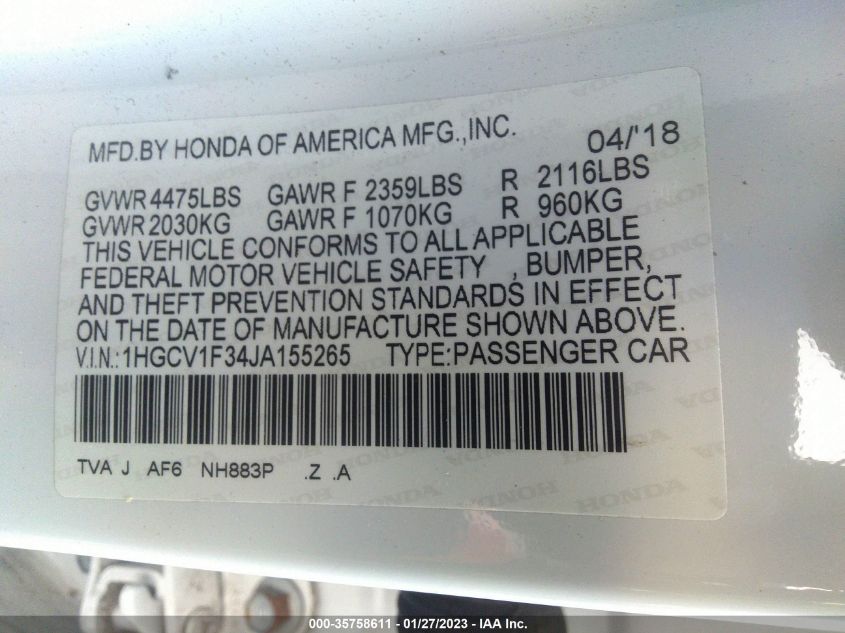 MFD.BY HONDA OF AMERICA MFG.,INC. 04/'18
GVWR 4475LBS GAWR F 2359LBS R 2116LBS
GVWR 2030KG GAWR F 1070KG R 960KG
THIS VEHICLE CONFORMS TO ALL APPLICABLE
FEDERAL MOTOR VEHICLE SAFETY , BUMPER,
AND THEFT PREVENTION STANDARDS IN EFFECT
ON THE DATE OF MANUFACTURE SHOWN ABOVE.
V.I.N.:1HGCV1F34JA155265 TYPE:PASSENGER CAR
TVA J AF6 NH883P .Z .A
000-35758611 - 01/27/2023 - IAA Inc.